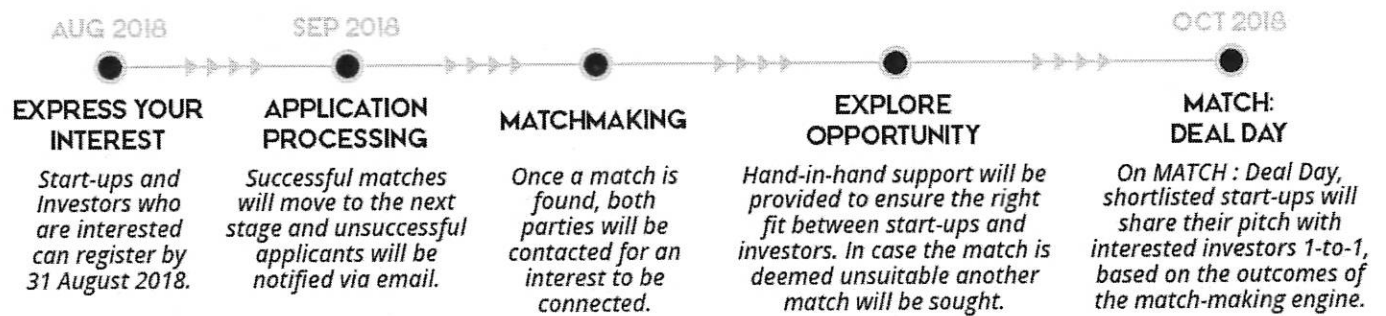 AUG 2018
EXPRESS YOUR
INTEREST
Start-ups and
Investors who
are interested
can register by
31 August 2018.
SEP 2018
APPLICATION
PROCESSING
Successful matches
will move to the next
stage and unsuccessful
applicants will be
notified via email.
MATCHMAKING
Once a match is
found, both
parties will be
contacted for an
interest to be
connected.
EXPLORE
OPPORTUNITY
Hand-in-hand support will be
provided to ensure the right
fit between start-ups and
investors. In case the match is
deemed unsuitable another
match will be sought.
OCT 2018
MATCH:
DEAL DAY
On MATCH : Deal Day,
shortlisted start-ups will
share their pitch with
interested investors 1-to-1,
based on the outcomes of
the match-making engine.